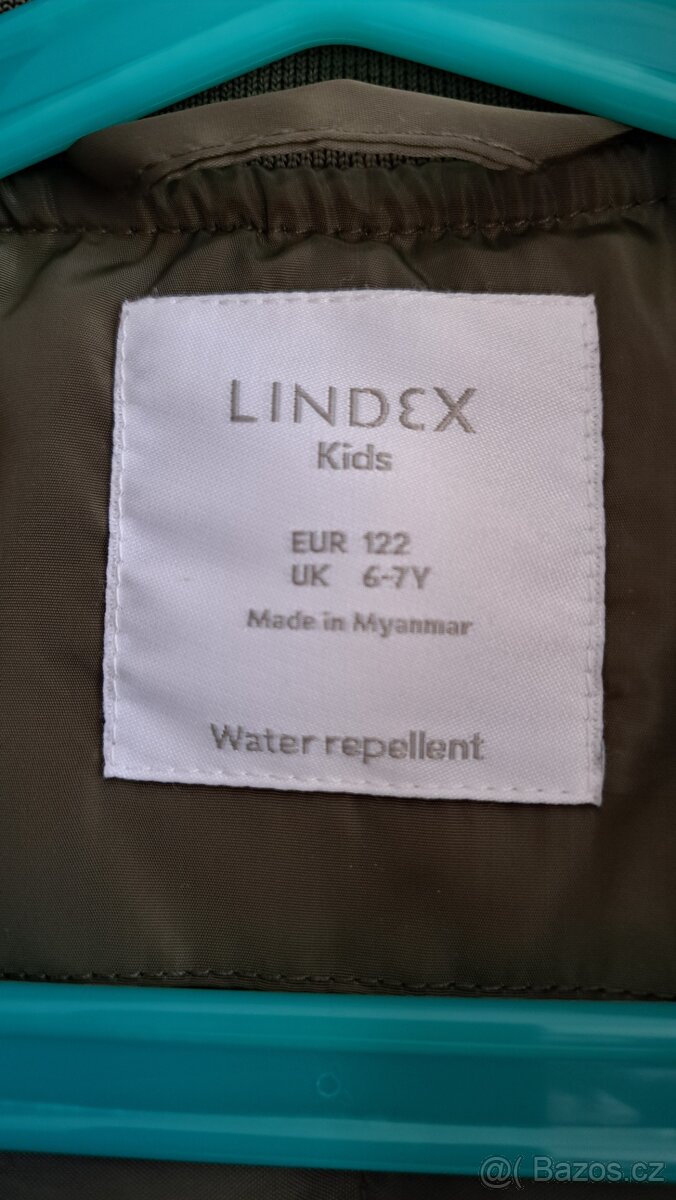 LINDEX
Kids
EUR 122
UK 6-7Y
Made in Myanmar
Water repellent
@( Bazos.cz